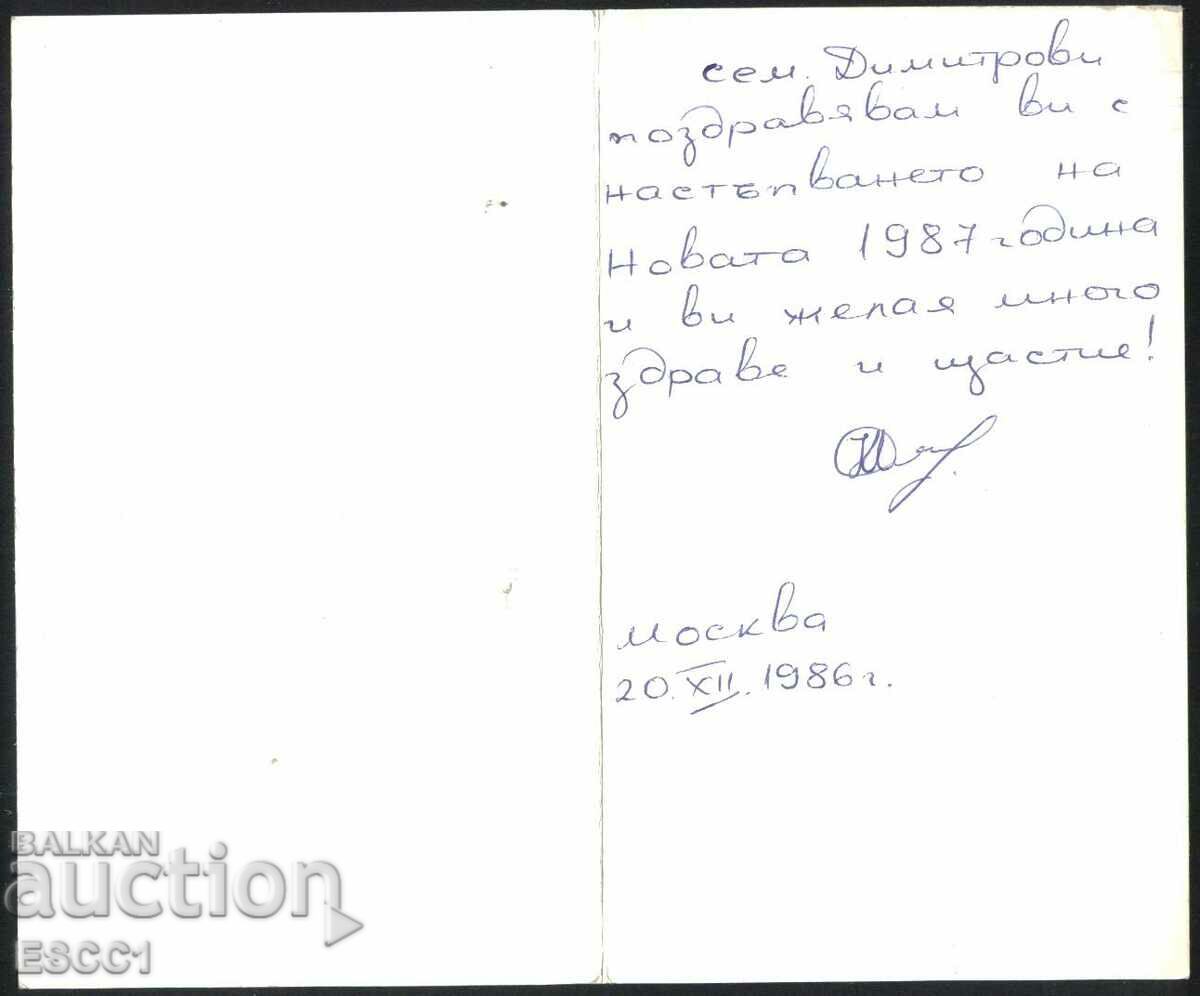 сем. Димитрови
поздравявам ви с
настъпването на
Новата 1987 година
и ви желая много
здраве и щастие!
Москва
20.XII.1986г.
BALKAN
auction
ESCC1